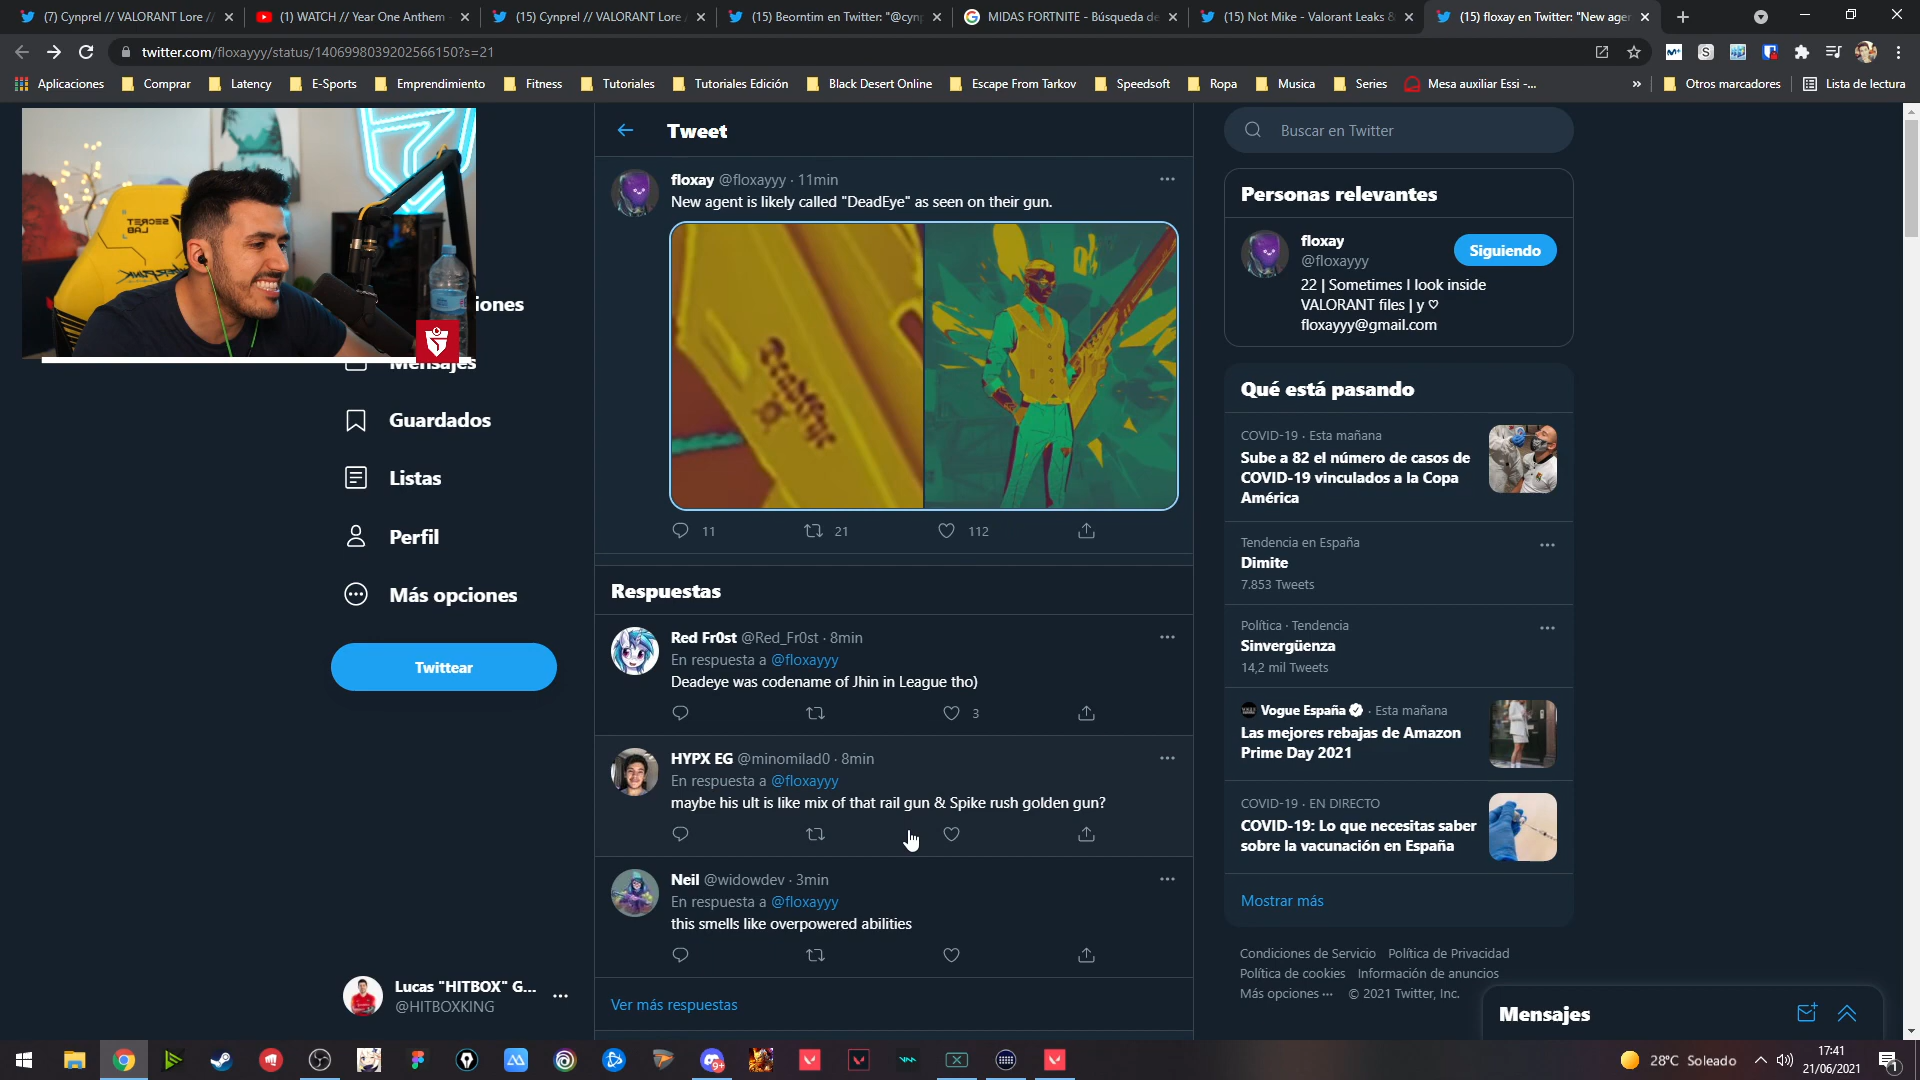 (7) Cynprel // VALORANT Lore //
(1) WATCH // Year One Anthem -
(15) Cynprel // VALORANT Lore /
(15) Beorntim en Twitter: "@cynp
MIDAS FORTNITE - Búsqueda de
(15) Not Mike - Valorant Leaks &
(15) floxay en Twitter: "New agen
twitter.com/floxayyy/status/1406998039202566150?s=21
Aplicaciones
Comprar
Latency
E-Sports
Emprendimiento
Fitness
Tutoriales
Tutoriales Edición
Black Desert Online
Escape From Tarkov
Speedsoft
Ropa
Musica
Series
Mesa auxiliar Essi -...
»
Otros marcadores
Lista de lectura
SECRET
LAB
iones
Mensajes
Guardados
Listas
Perfil
Más opciones
Twittear
Lucas "HITBOX" G...
@HITBOXKING
Tweet
floxay @floxayyy · 11min
New agent is likely called "DeadEye" as seen on their gun.
DeadEye
11
21
112
Respuestas
Red Fr0st @Red_Fr0st · 8min
En respuesta a @floxayyy
Deadeye was codename of Jhin in League tho)
3
HYPX EG @minomilad0 · 8min
En respuesta a @floxayyy
maybe his ult is like mix of that rail gun & Spike rush golden gun?
Neil @widowdev · 3min
En respuesta a @floxayyy
this smells like overpowered abilities
Ver más respuestas
Buscar en Twitter
Personas relevantes
floxay
@floxayyy
Siguiendo
22 | Sometimes I look inside
VALORANT files | y ♡
floxayyy@gmail.com
Qué está pasando
COVID-19 · Esta mañana
Sube a 82 el número de casos de
COVID-19 vinculados a la Copa
América
Tendencia en España
Dimite
7.853 Tweets
Política · Tendencia
Sinvergüenza
14,2 mil Tweets
Vogue España · Esta mañana
Las mejores rebajas de Amazon
Prime Day 2021
COVID-19 · EN DIRECTO
COVID-19: Lo que necesitas saber
sobre la vacunación en España
Mostrar más
Condiciones de Servicio Política de Privacidad
Política de cookies Información de anuncios
Más opciones ··· © 2021 Twitter, Inc.
Mensajes
9+
28°C Soleado
17:41
21/06/2021
1